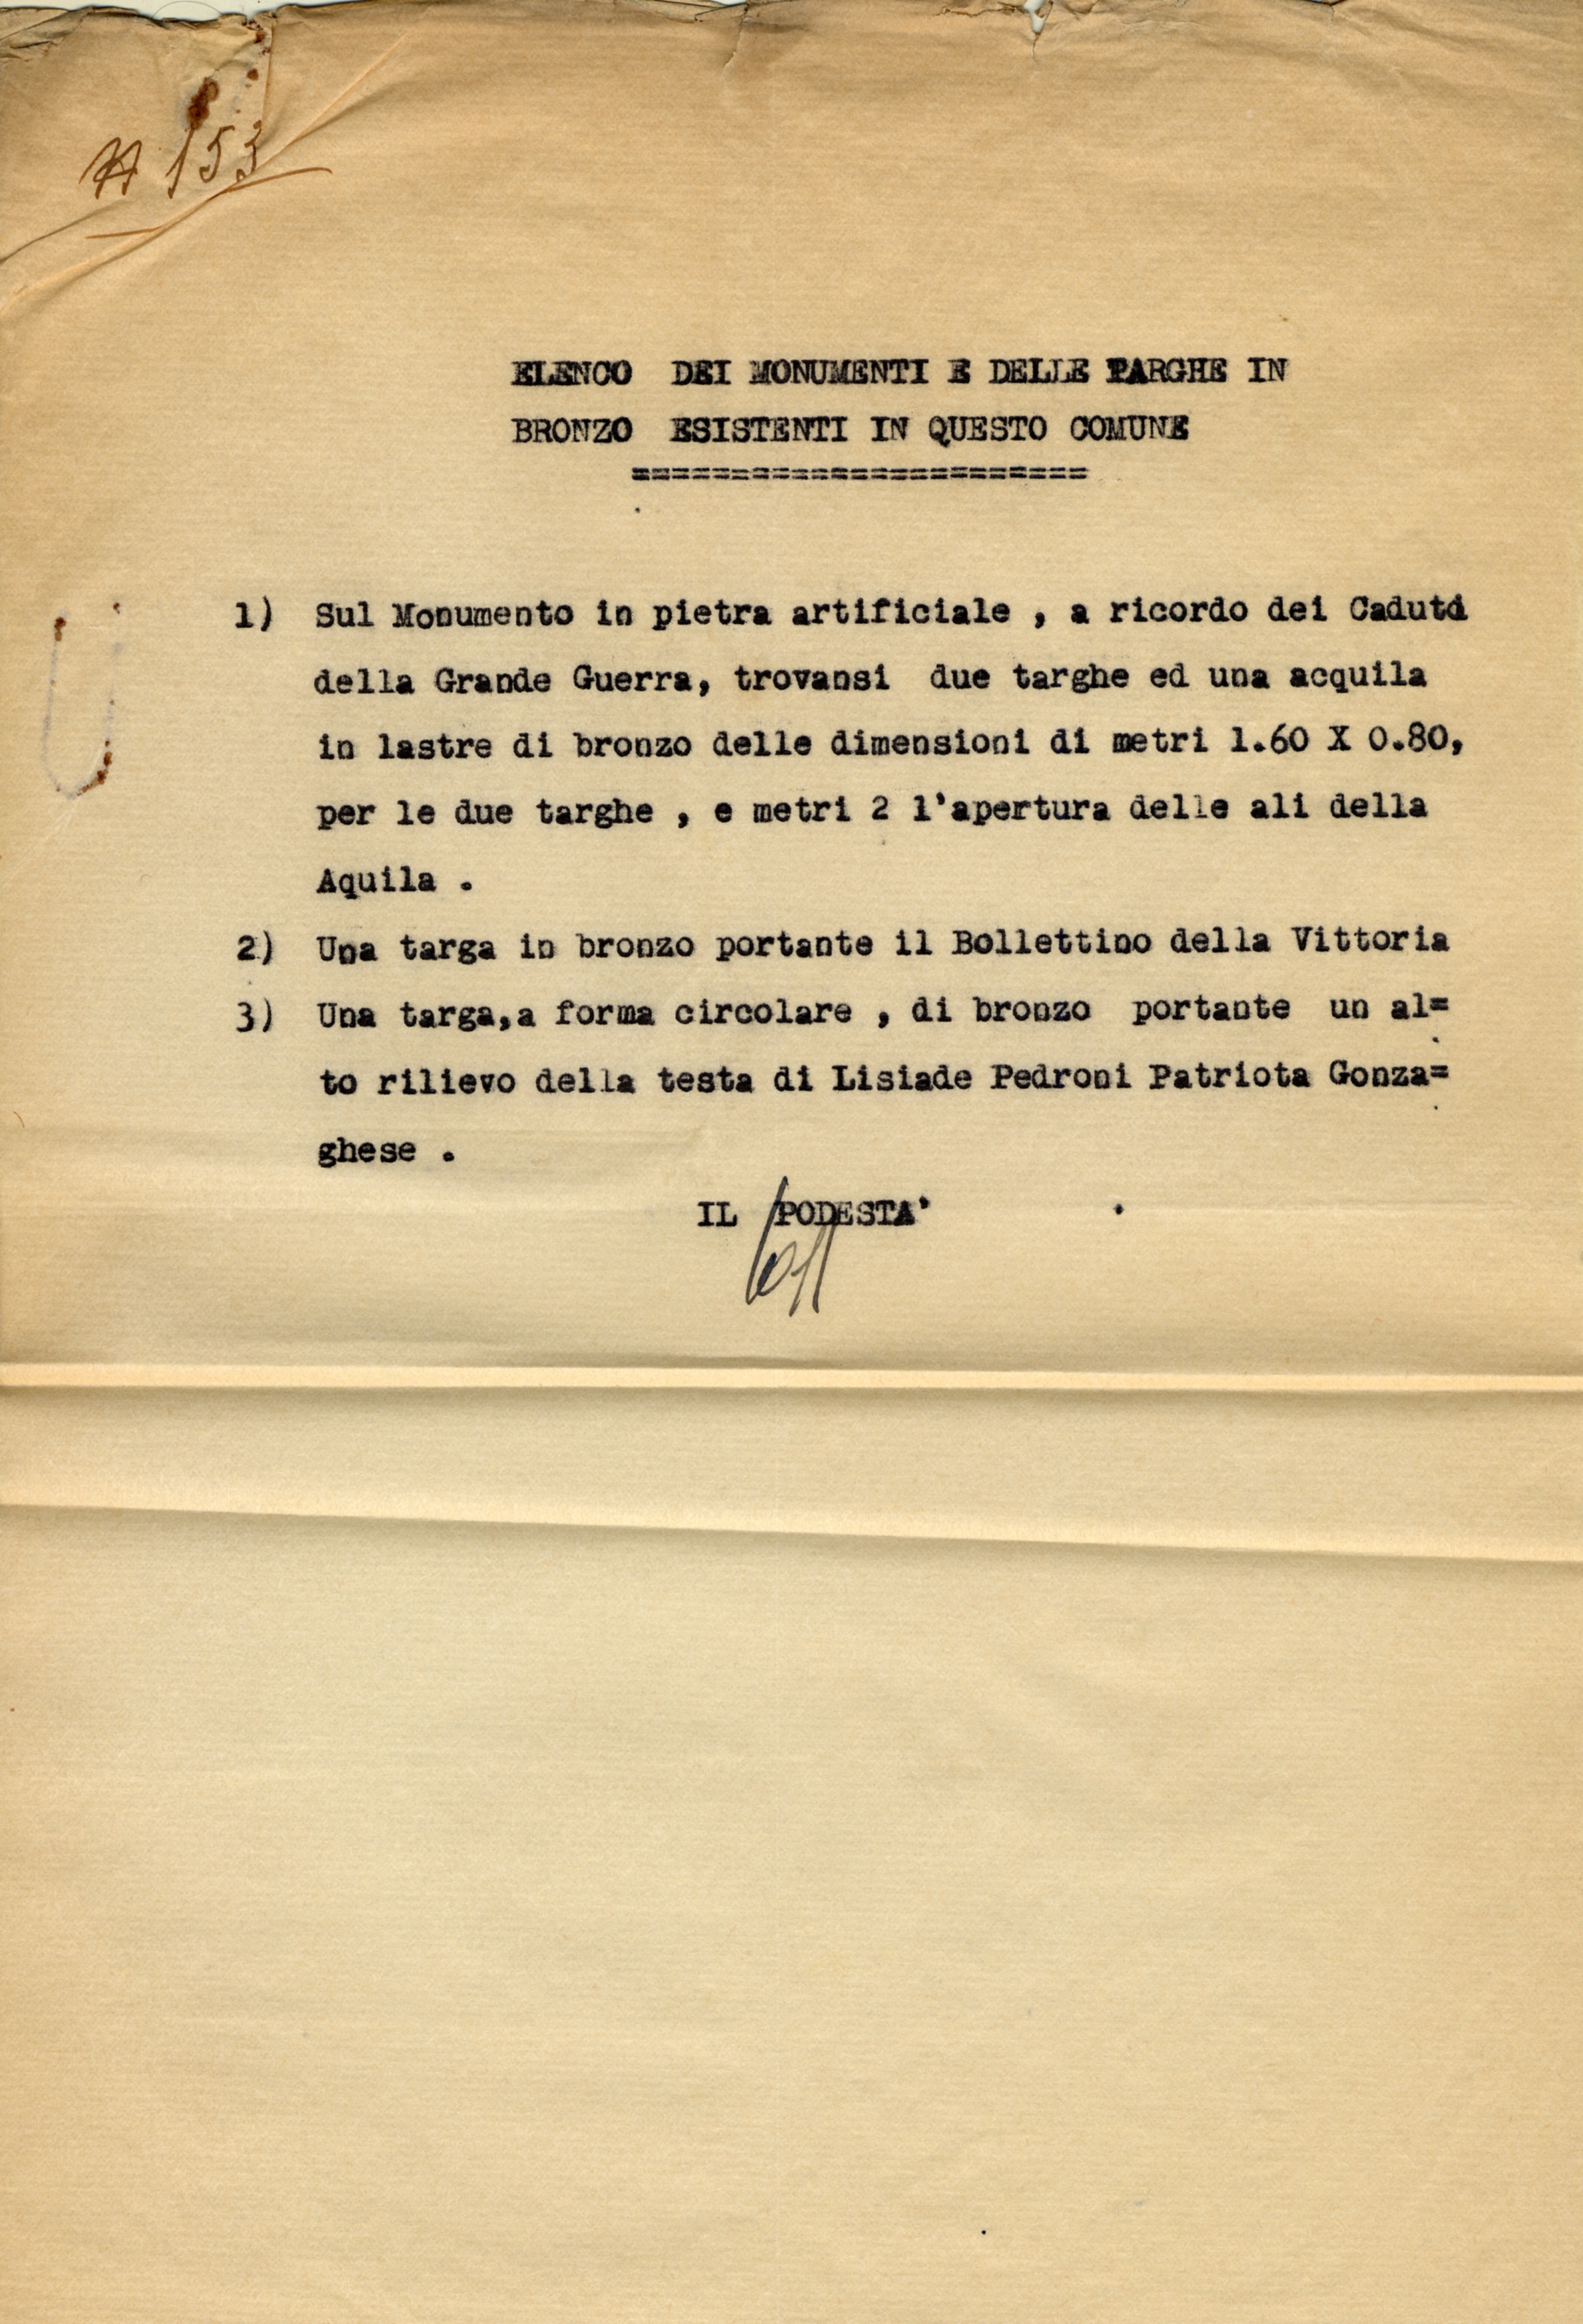 153
ELENCO DEI MONUMENTI E DELLE TARGHE IN
BRONZO ESISTENTI IN QUESTO COMUNE
=======================
1) Sul Monumento in pietra artificiale , a ricordo dei Caduti
della Grande Guerra, trovansi due targhe ed una acquila
in lastre di bronzo delle dimensioni di metri 1.60 X 0.80,
per le due targhe , e metri 2 l'apertura delle ali della
Aquila .
2) Una targa in bronzo portante il Bollettino della Vittoria
3) Una targa,a forma circolare , di bronzo portante un al=
to rilievo della testa di Lisiade Pedroni Patriota Gonza=
ghese .
IL PODESTA'